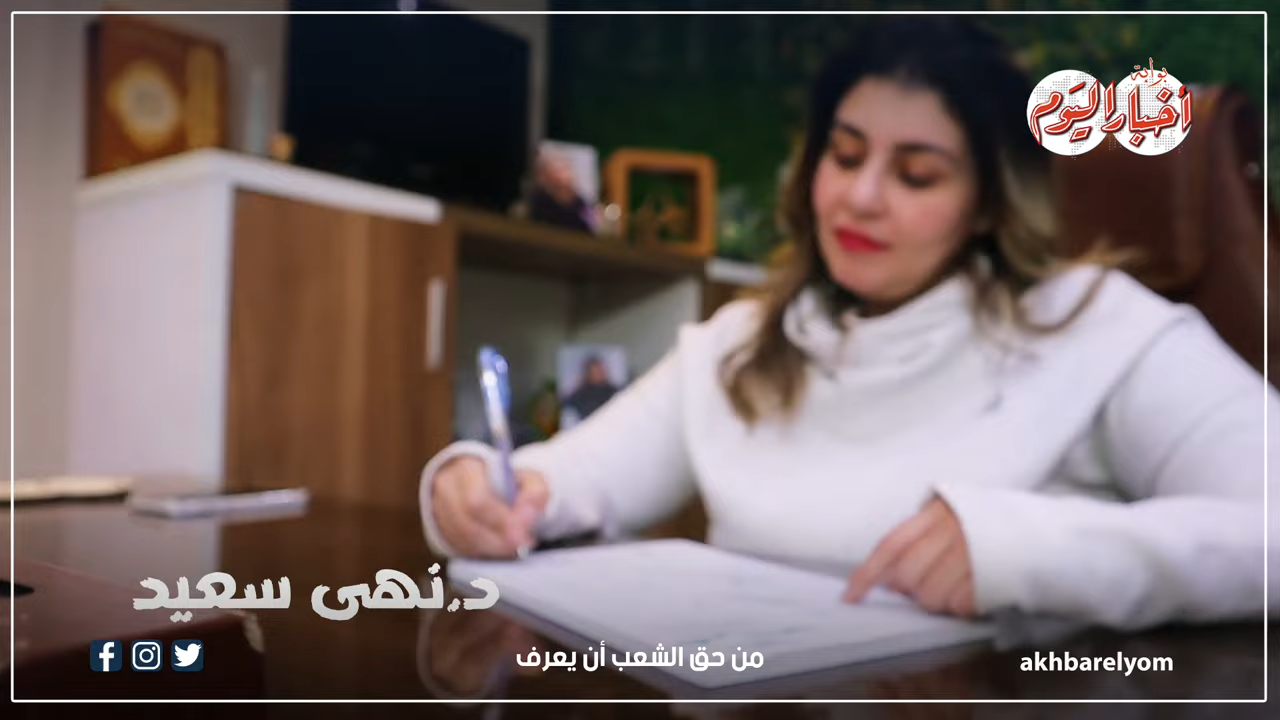 بوابة
أخبار اليوم
د.نهى سعيد
من حق الشعب أن يعرف
akhbarelyom